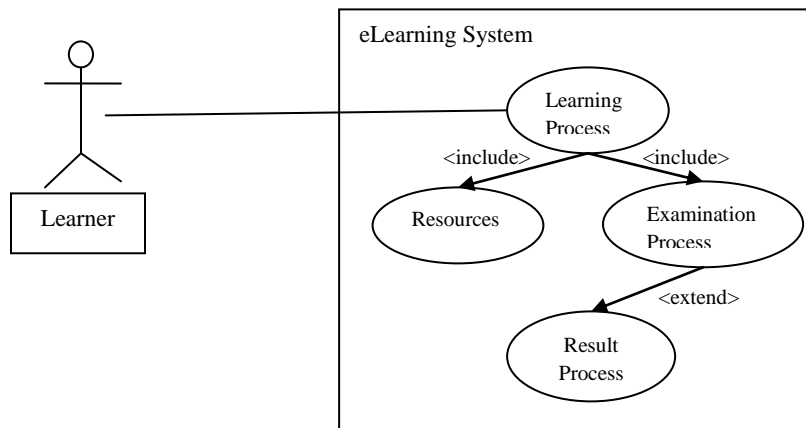 eLearning System
Learning
Process
<include>
<include>
Learner
Resources
Examination
Process
<extend>
Result
Process